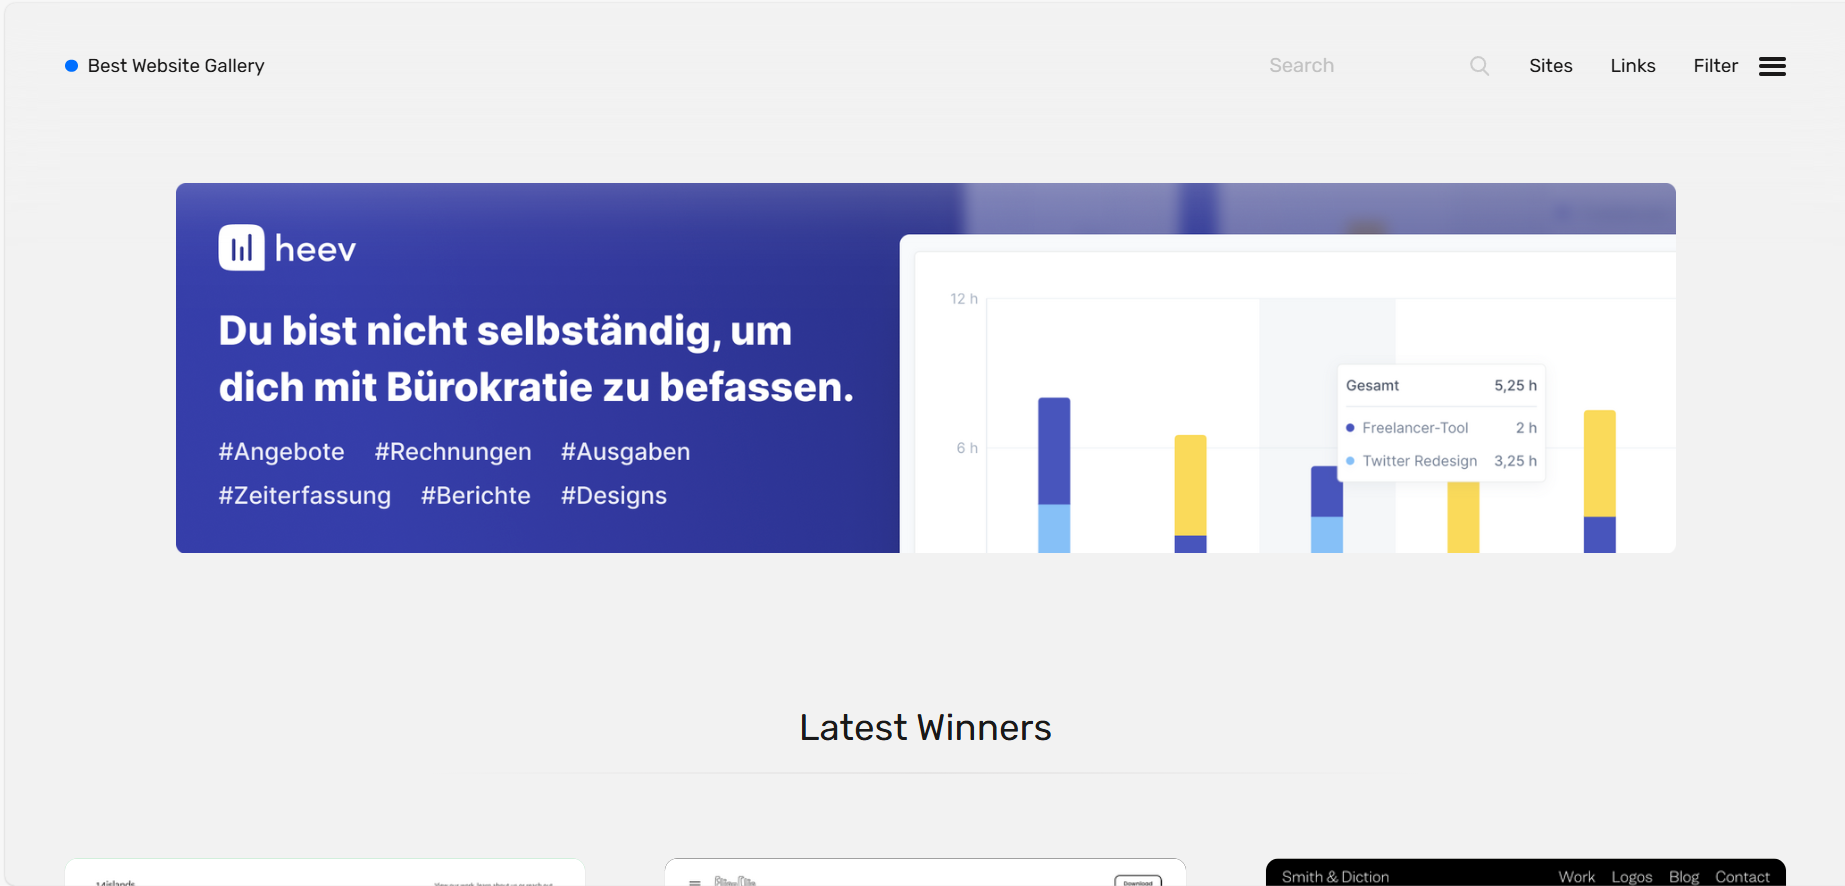 Best Website Gallery
Search
Sites
Links
Filter
heev
Du bist nicht selbständig, um
dich mit Bürokratie zu befassen.
#Angebote #Rechnungen #Ausgaben
#Zeiterfassung #Berichte #Designs
12 h
6 h
Gesamt 5,25 h
Freelancer-Tool 2 h
Twitter Redesign 3,25 h
Latest Winners
14islands
Download
Smith & Diction
Work Logos Blog Contact